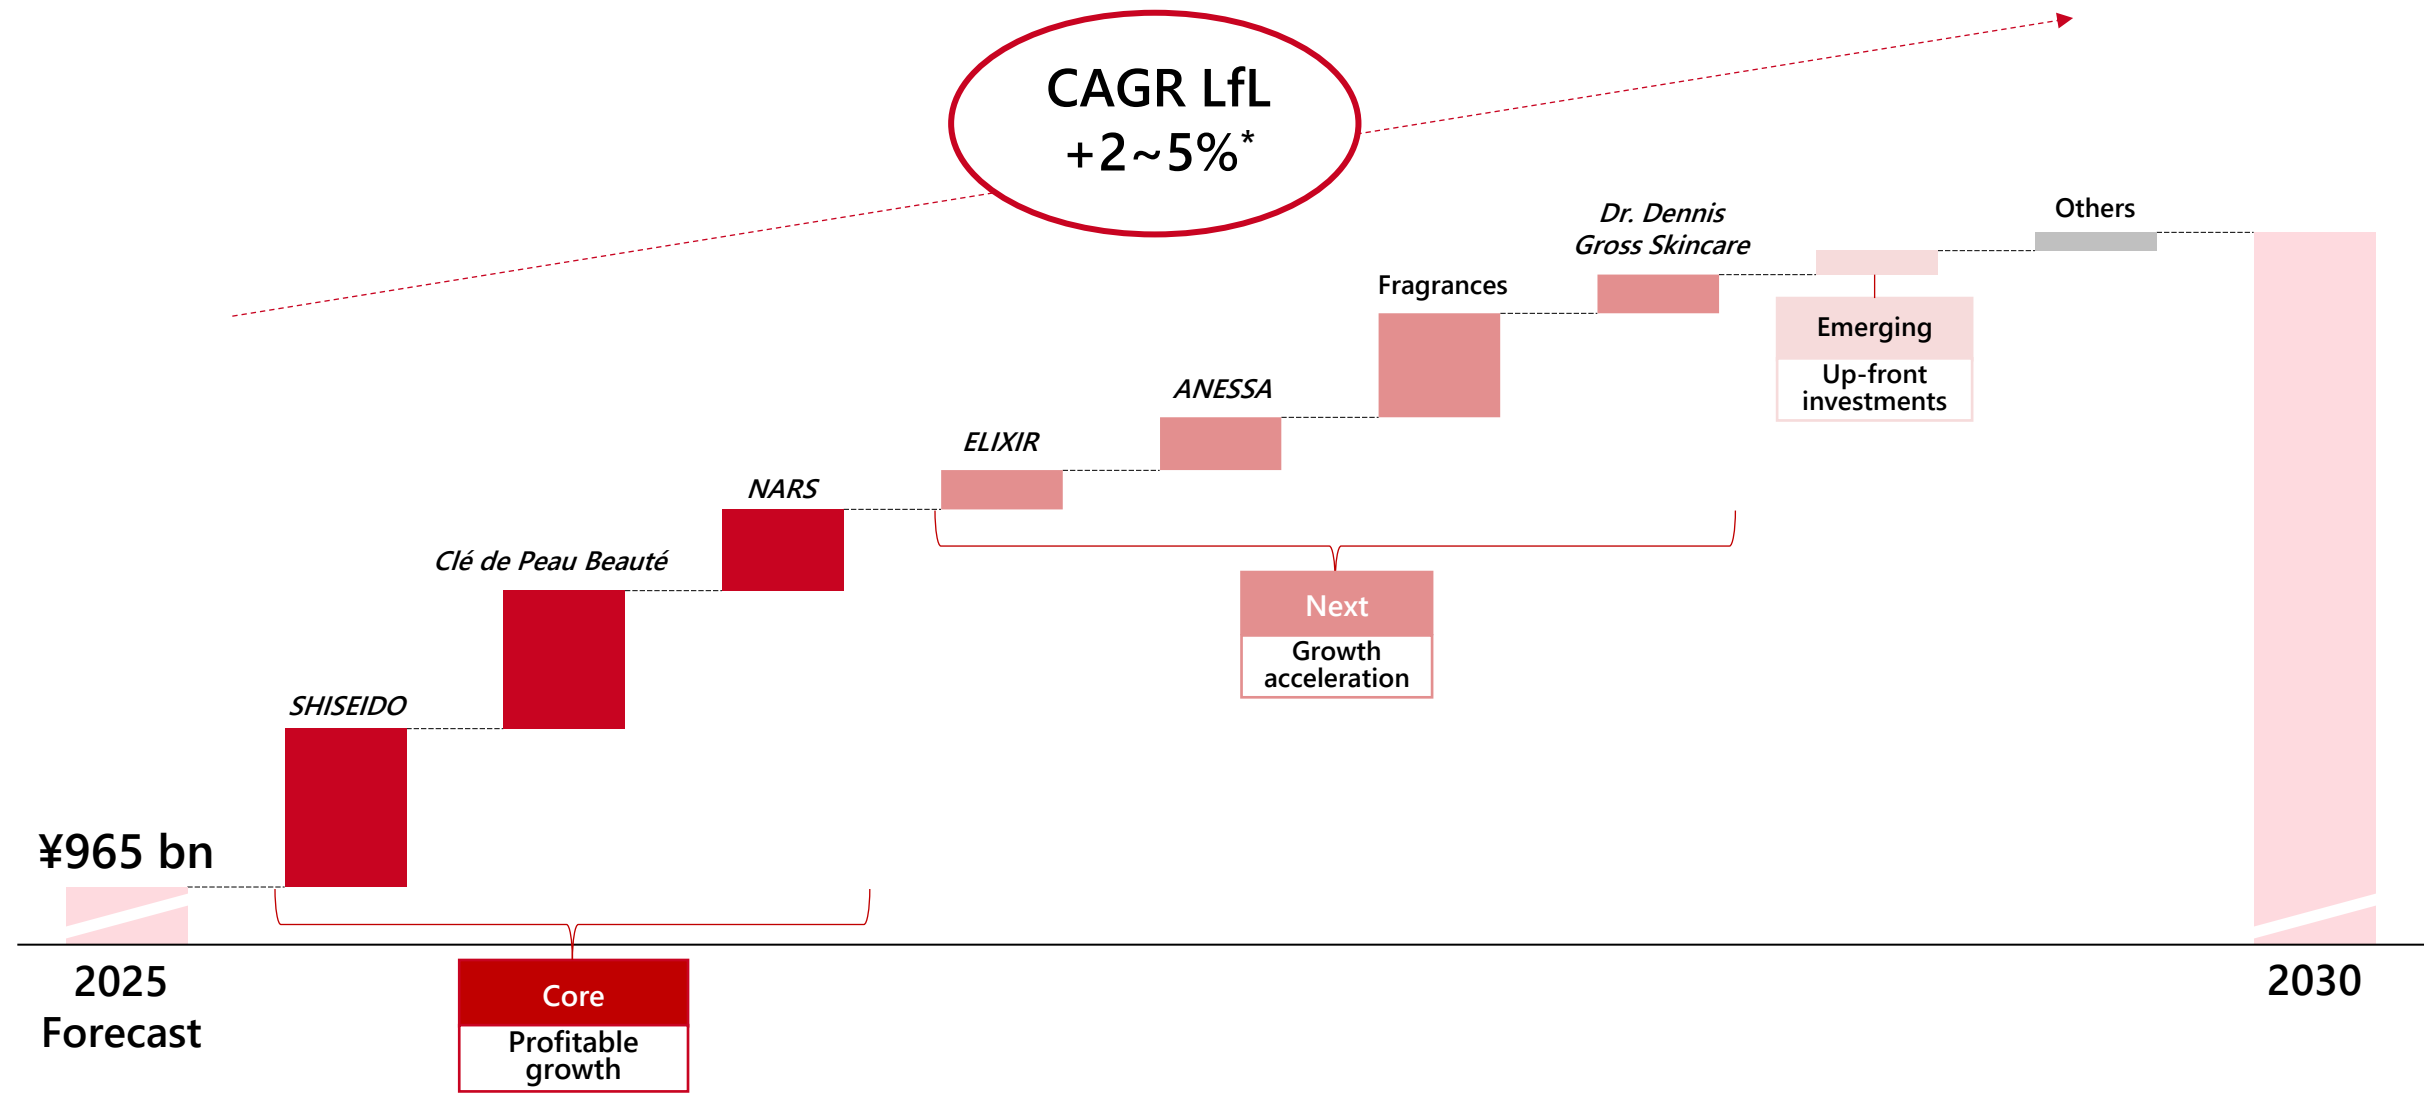 CAGR LfL
+2~5%*
Others
Dr. Dennis
Gross Skincare
Fragrances
Emerging
Up-front
investments
ANESSA
ELIXIR
NARS
Clé de Peau Beauté
Next
Growth
acceleration
SHISEIDO
¥965 bn
2025
Forecast
2030
Core
Profitable
growth